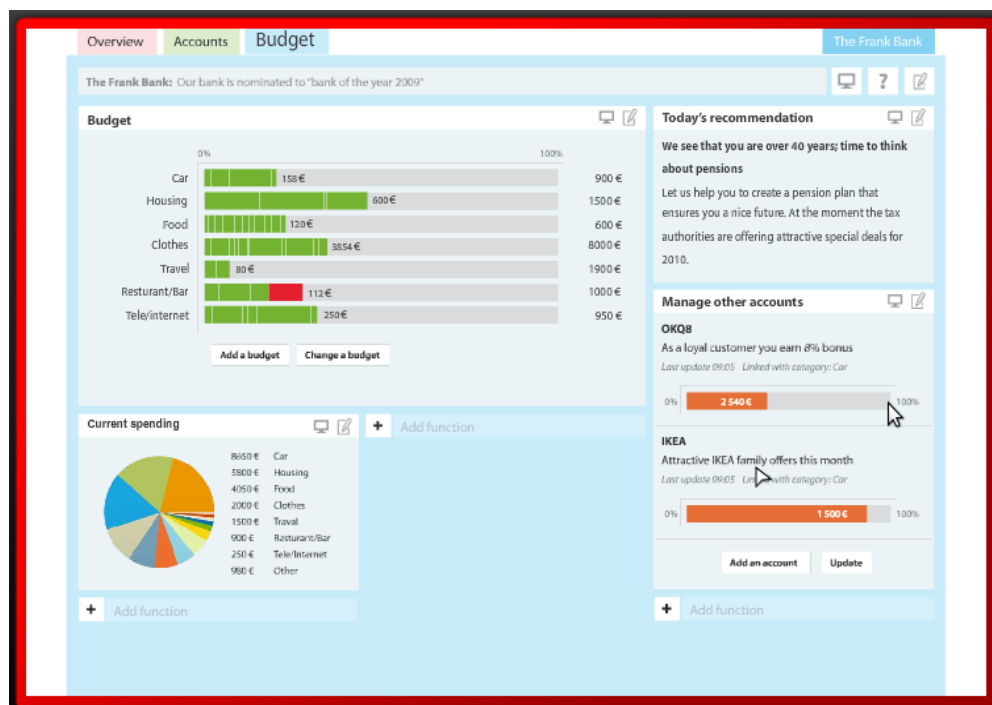 Overview
Accounts
Budget
The Frank Bank
The Frank Bank: Our bank is nominated to "bank of the year 2009"
?
Budget
0%
100%
Car 158 € 900 €
Housing 600 € 1500 €
Food 120 € 600 €
Clothes 3854 € 8000 €
Travel 80 € 1900 €
Resturant/Bar 112 € 1000 €
Tele/internet 250 € 950 €
Add a budget
Change a budget
Current spending
8650 € Car
5800 € Housing
4050 € Food
2000 € Clothes
1500 € Traval
900 € Resturant/Bar
250 € Tele/Internet
980 € Other
+ Add function
+ Add function
Today's recommendation
We see that you are over 40 years; time to think
about pensions
Let us help you to create a pension plan that
ensures you a nice future. At the moment the tax
authorities are offering attractive special deals for
2010.
Manage other accounts
OKQ8
As a loyal customer you earn 8% bonus
Last update 09:05 Linked with category: Car
0% 2 540 € 100%
IKEA
Attractive IKEA family offers this month
Last update 09:05 Linked with category: Car
0% 1 500 € 100%
Add an account
Update
+ Add function